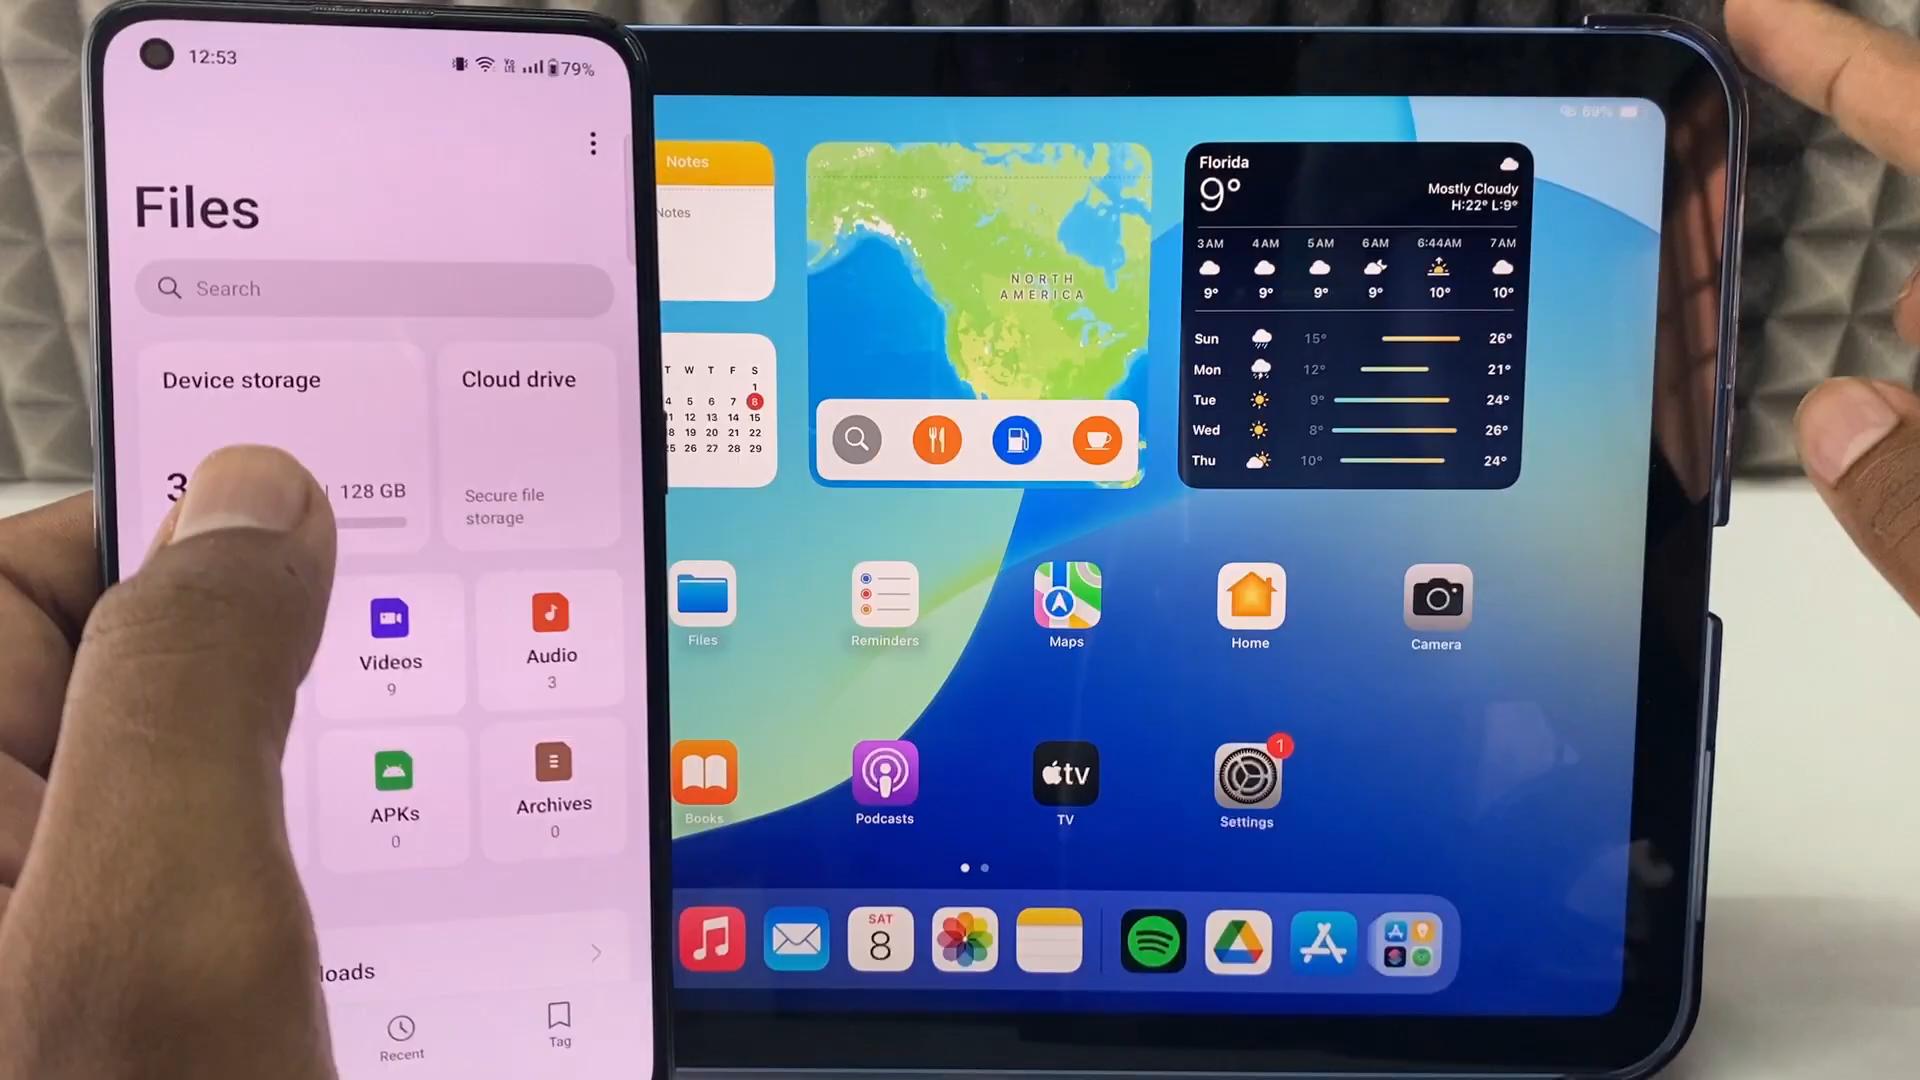 12:53
79%
Files
Search
Device storage
Cloud drive
128 GB
Secure file
storage
Videos
9
Audio
3
APKs
0
Archives
0
loads
Recent
Tag
69%
Notes
Notes
T W T F S
1
4 5 6 7 8
11 12 13 14 15
18 19 20 21 22
25 26 27 28 29
NORTH
AMERICA
Florida
9°
Mostly Cloudy
H:22° L:9°
3AM 4AM 5AM 6AM 6:44AM 7AM
9° 9° 9° 9° 10° 10°
Sun 15° 26°
Mon 12° 21°
Tue 9° 24°
Wed 8° 26°
Thu 10° 24°
Files
Reminders
Maps
Home
Camera
tv
1
Books
Podcasts
TV
Settings
SAT
8